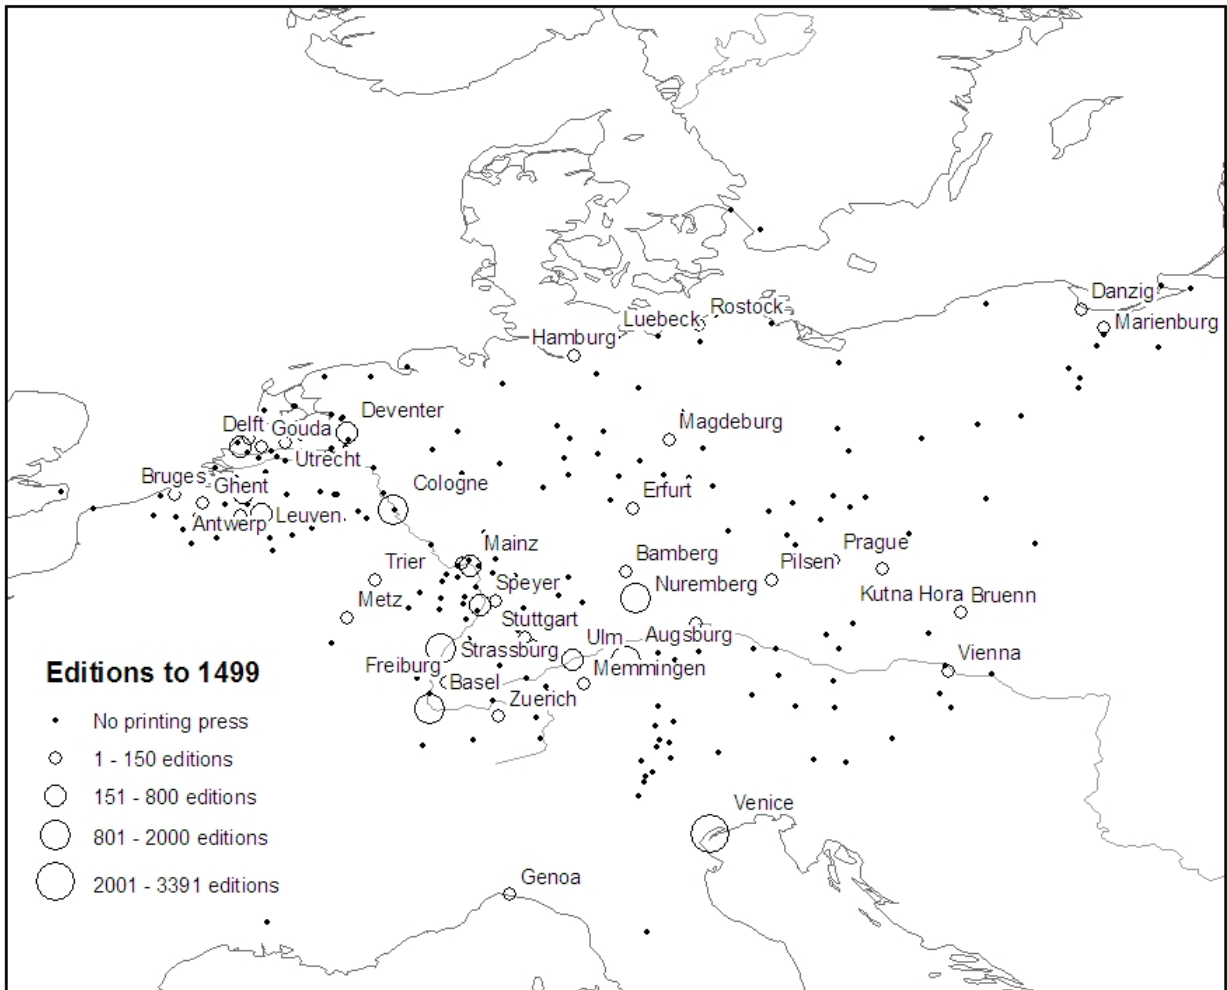 Danzig
Rostock
Luebeck
Marienburg
Hamburg
Deventer
Delft
Gouda
Magdeburg
Utrecht
Bruges
Ghent
Cologne
Erfurt
Antwerp
Leuven
Mainz
Prague
Bamberg
Trier
Pilsen
Speyer
Nuremberg
Metz
Kutna Hora
Bruenn
Stuttgart
Ulm
Augsburg
Strassburg
Vienna
Freiburg
Memmingen
Basel
Zuerich
Editions to 1499
No printing press
1 - 150 editions
151 - 800 editions
801 - 2000 editions
2001 - 3391 editions
Venice
Genoa